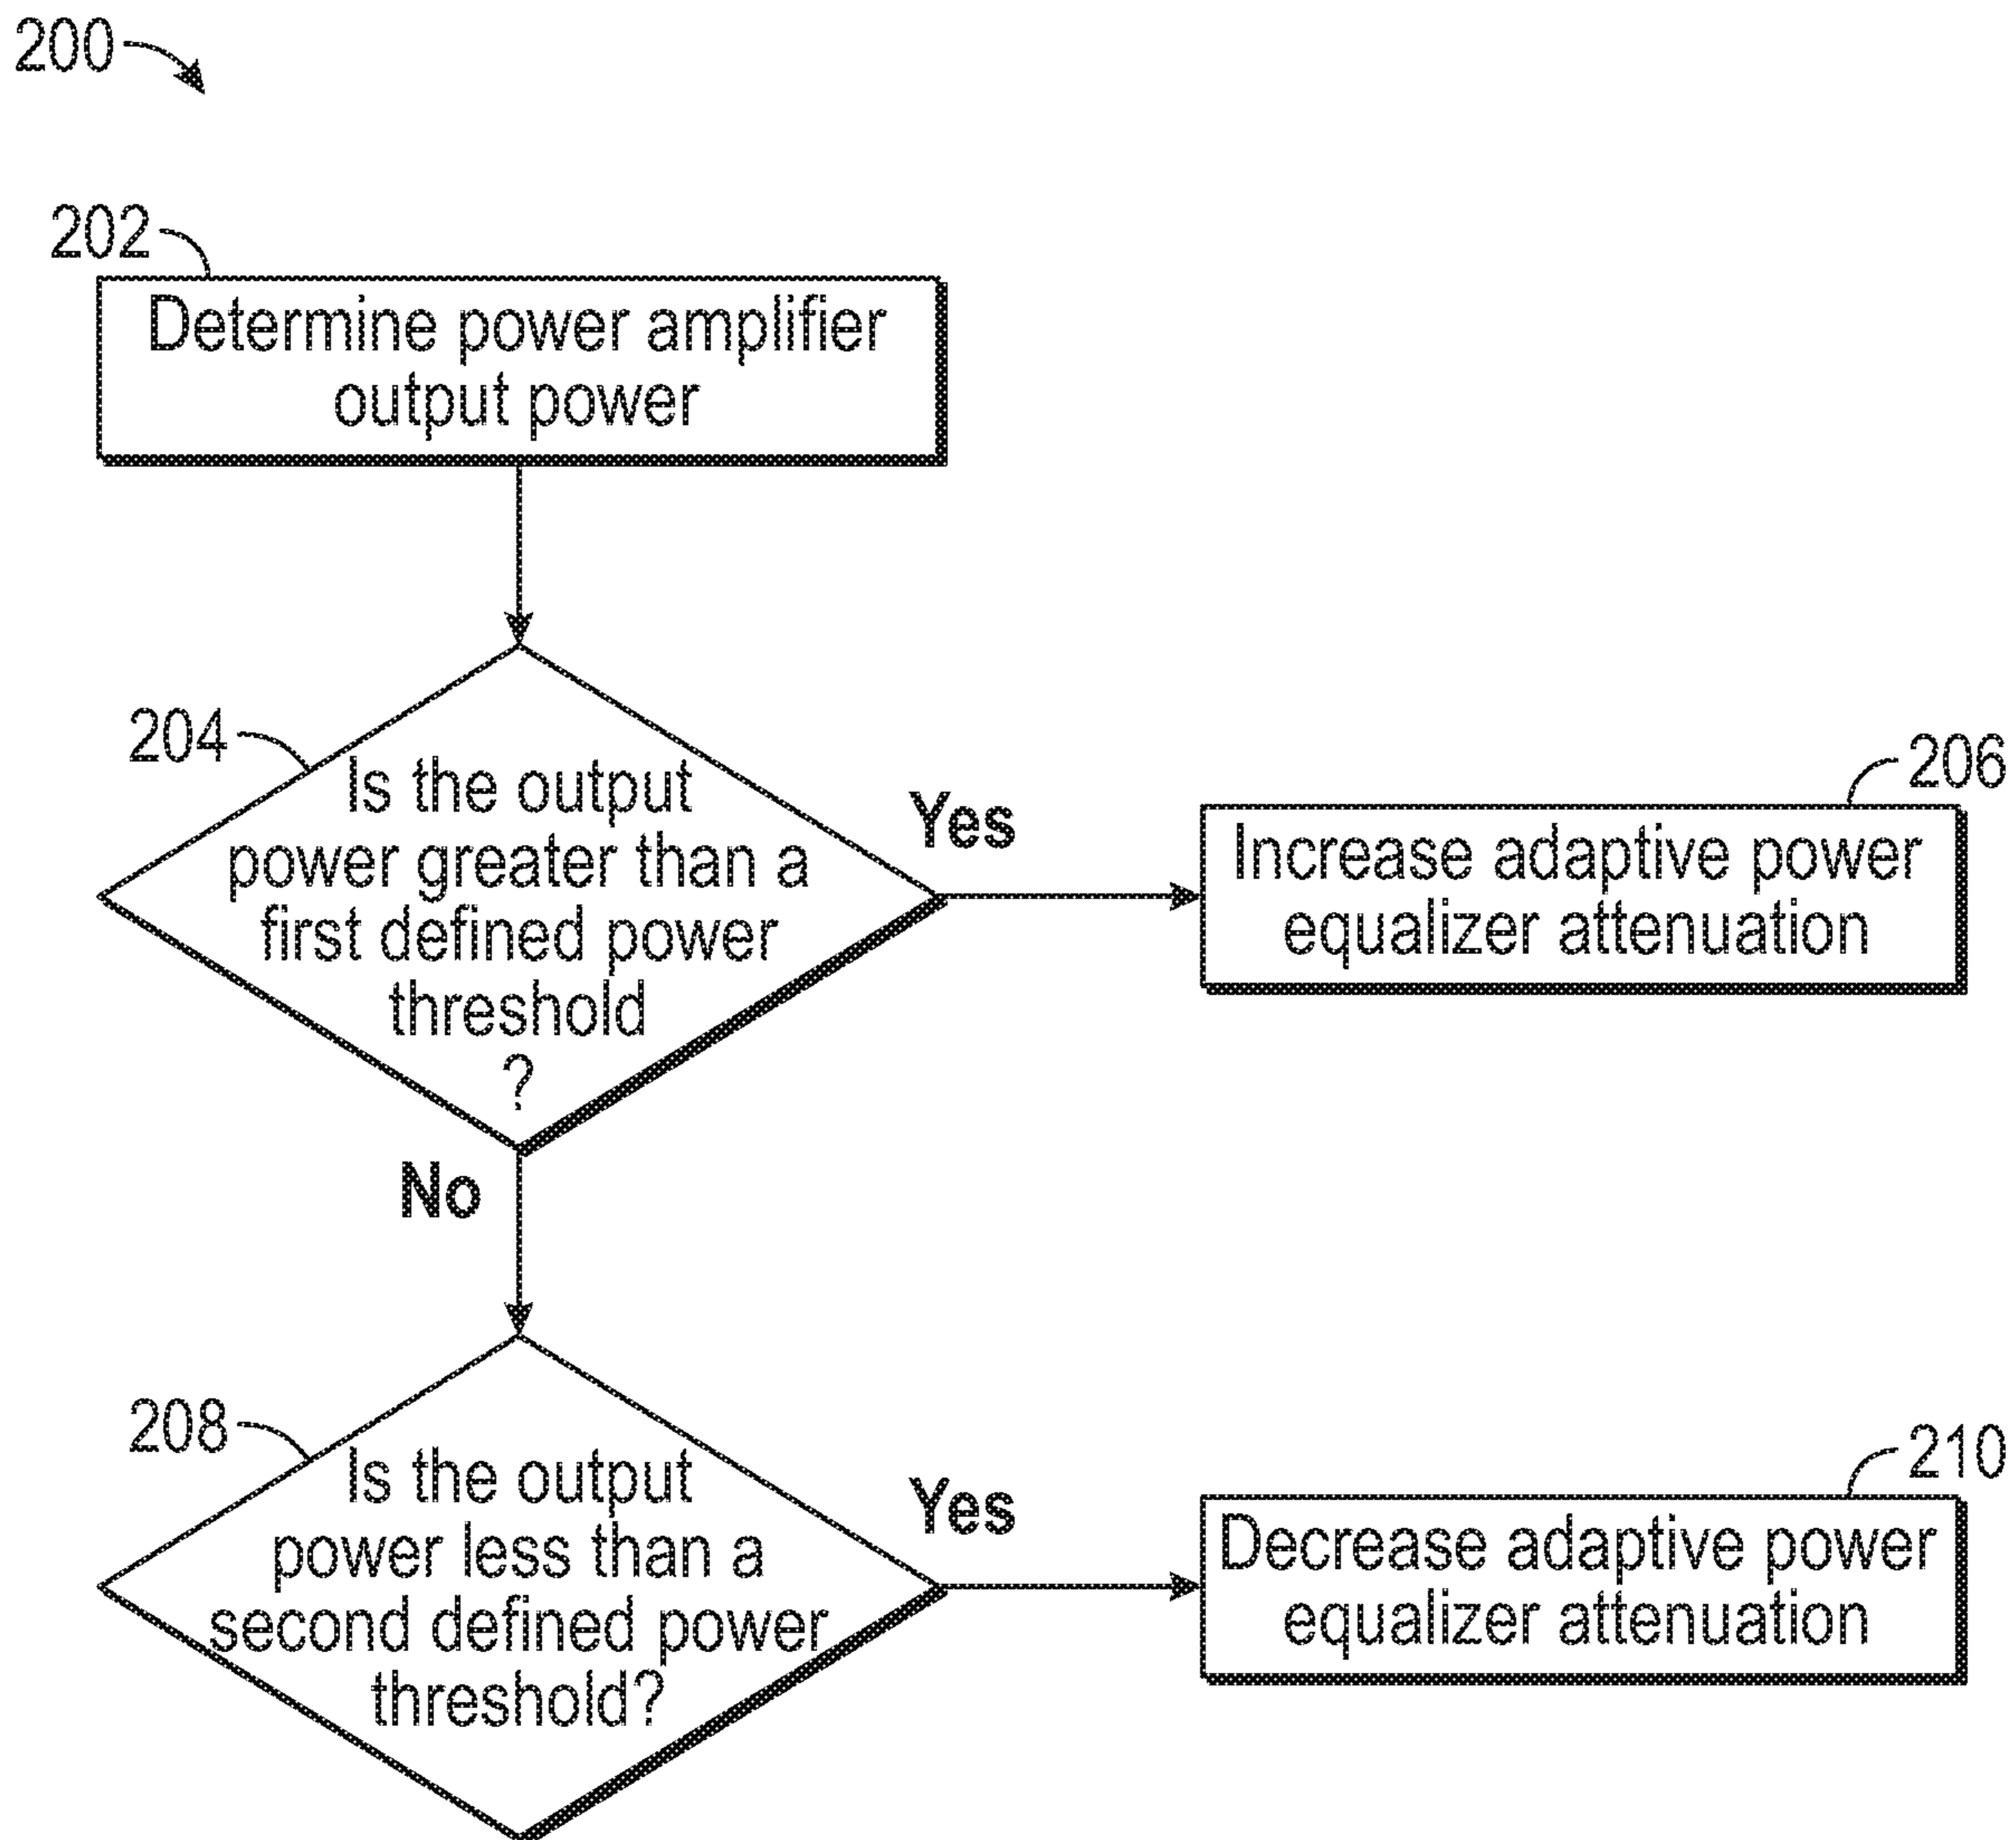 200
202
Determine power amplifier
output power
204
Is the output
power greater than a
first defined power
threshold
?
Yes
206
Increase adaptive power
equalizer attenuation
No
208
Is the output
power less than a
second defined power
threshold?
Yes
210
Decrease adaptive power
equalizer attenuation